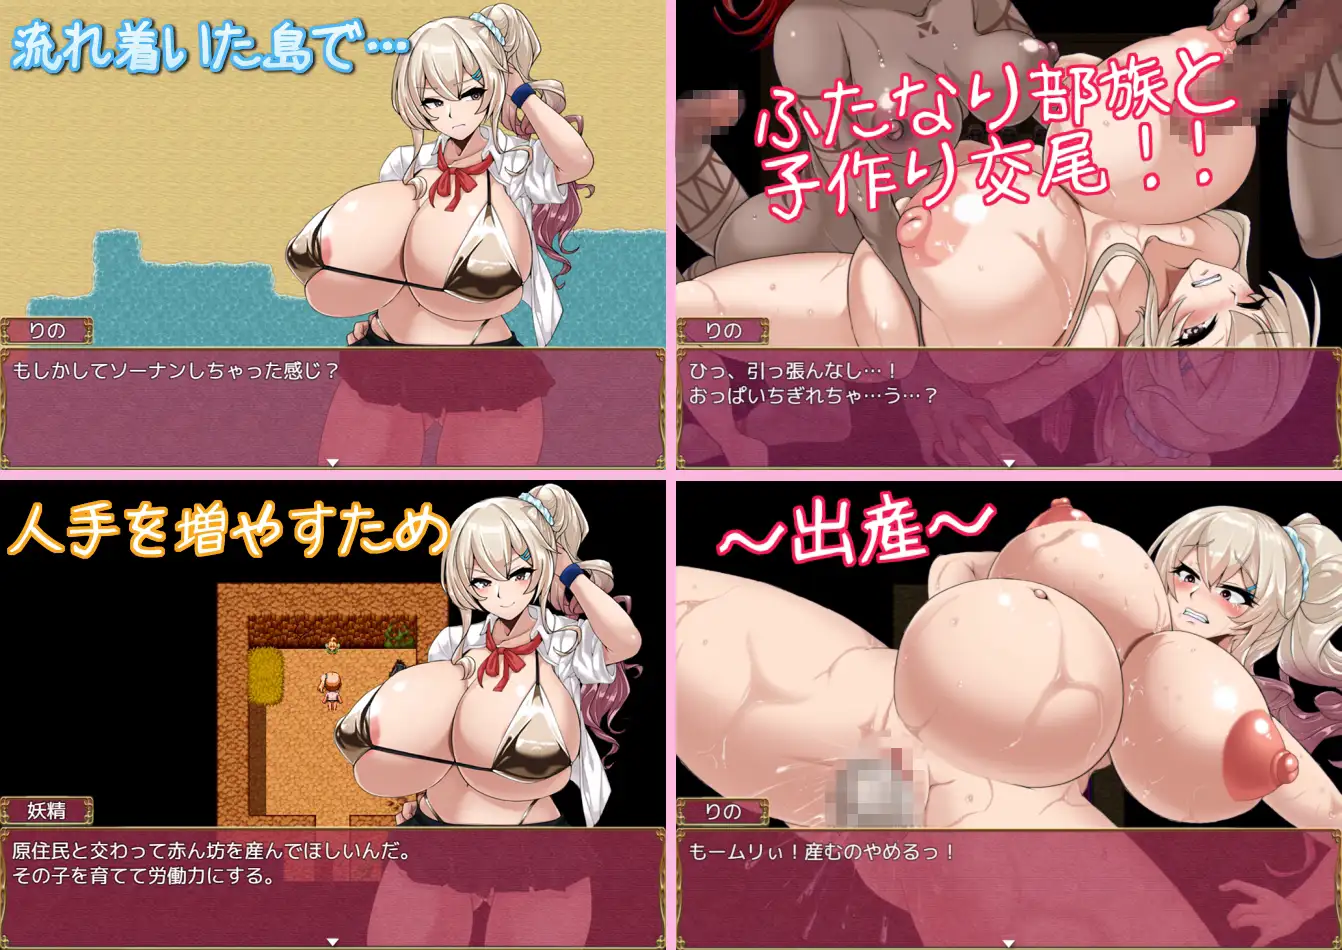 流れ着いた島で…
りの
もしかしてソーナンしちゃった感じ？
ふたなり部族と
子作り交尾！！
りの
ひっ、引っ張んなし…！
おっぱいちぎれちゃ…う…？
人手を増やすため
妖精
原住民と交わって赤ん坊を産んでほしいんだ。
その子を育てて労働力にする。
～出産～
りの
もームリぃ！産むのやめるっ！